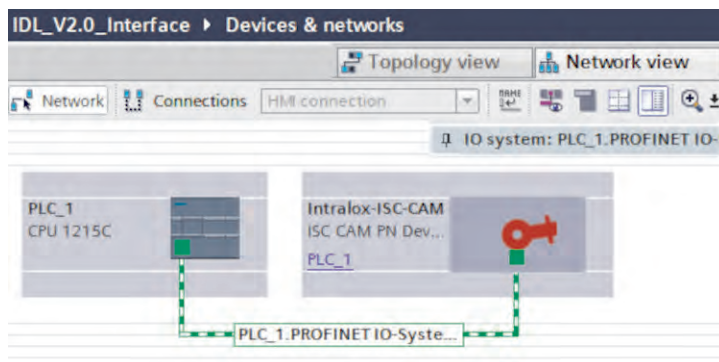 IDL_V2.0_Interface ▸ Devices & networks
Topology view Network view
Network Connections HMI connection NAME
IO system: PLC_1.PROFINET IO-
PLC_1
CPU 1215C
Intralox-ISC-CAM
ISC CAM PN Dev...
PLC_1
PLC_1.PROFINET IO-Syste...